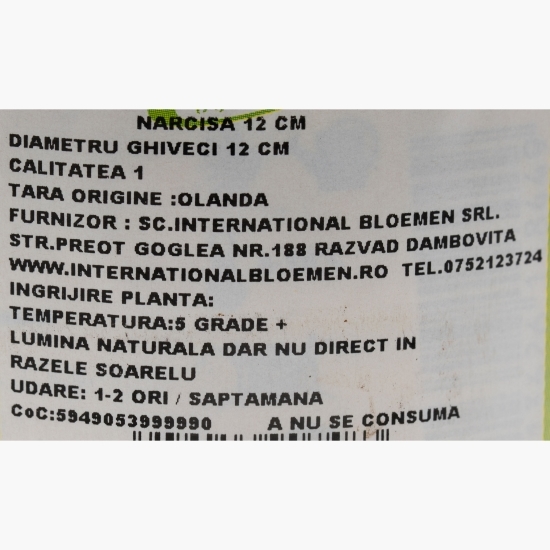 NARCISA 12 CM
DIAMETRU GHIVECI 12 CM
CALITATEA 1
TARA ORIGINE :OLANDA
FURNIZOR : SC.INTERNATIONAL BLOEMEN SRL.
STR.PREOT GOGLEA NR.188 RAZVAD DAMBOVITA
WWW.INTERNATIONALBLOEMEN.RO TEL.0752123724
INGRIJIRE PLANTA:
TEMPERATURA:5 GRADE +
LUMINA NATURALA DAR NU DIRECT IN
RAZELE SOARELU
UDARE: 1-2 ORI / SAPTAMANA
CoC:5949053999990 A NU SE CONSUMA